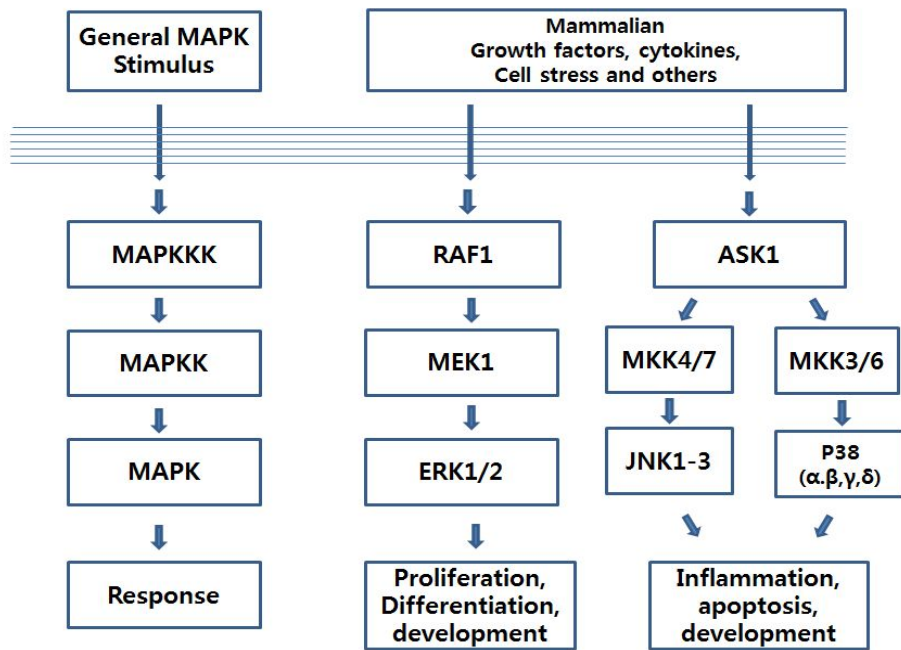 General MAPK
Stimulus
Mammalian
Growth factors, cytokines,
Cell stress and others
MAPKKK
RAF1
ASK1
MAPKK
MEK1
MKK4/7
MKK3/6
MAPK
ERK1/2
JNK1-3
P38
(α.β,γ,δ)
Response
Proliferation,
Differentiation,
development
Inflammation,
apoptosis,
development